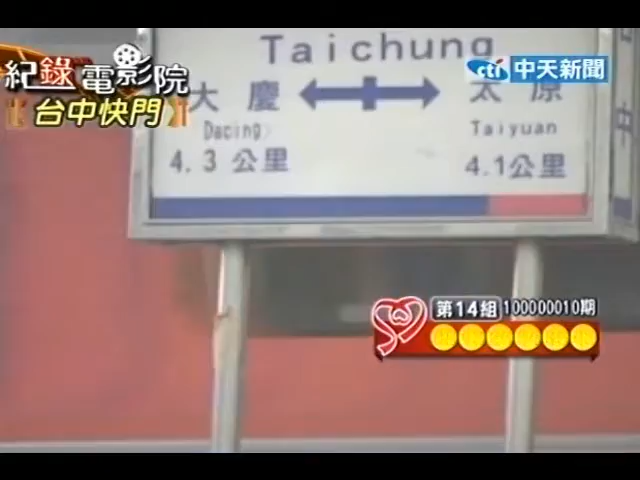 Taichung
紀錄電影院
台中快門
cti 中天新聞
大慶
太原
Dacing
Taiyuan
4.3 公里
4.1公里
第14組 100000010期